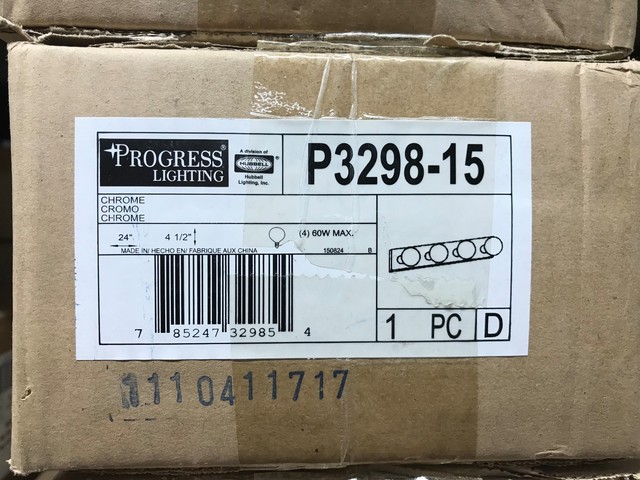 PROGRESS®
LIGHTING
A division of
HUBBELL
Hubbell
Lighting, Inc.
P3298-15
CHROME
CROMO
CHROME
24" 4 1/2" (4) 60W MAX.
MADE IN/ HECHO EN/ FABRIQUE AUX CHINA 150824 B
7 85247 32985 4
1 PC D
1110411717